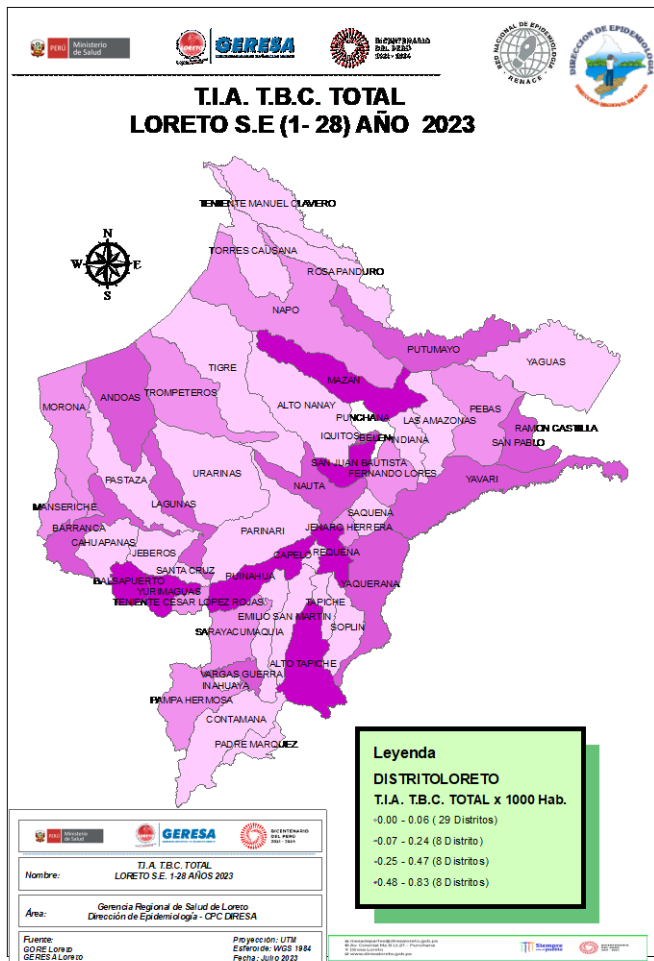 PERÚ Ministerio de Salud
LORETO GERESA
BICENTENARIO
DEL PERÚ
2021 - 2024
RED NACIONAL DE EPIDEMIOLOGIA
RENACE
DIRECCION DE EPIDEMIOLOGIA
T.I.A. T.B.C. TOTAL
LORETO S.E (1- 28) AÑO 2023
N
W E
S
TENIENTE MANUEL CLAVERO
TORRES CAUSANA
ROSA PANDURO
NAPO
PUTUMAYO
TIGRE
YAGUAS
MAZAN
ANDOAS
TROMPETEROS
MORONA
ALTO NANAY
PEBAS
PUNCHANA
LAS AMAZONAS
RAMON CASTILLA
IQUITOS
BELEN
INDIANA
SAN PABLO
SAN JUAN BAUTISTA
FERNANDO LORES
PASTAZA
URARINAS
NAUTA
YAVARI
MANSERICHE
LAGUNAS
SAQUENA
BARRANCA
PARINARI
JENARO HERRERA
CAHUAPANAS
JEBEROS
CAPELO
REQUENA
SANTA CRUZ
BALSAPUERTO
PUINAHUA
YAQUERANA
YURIMAGUAS
TENIENTE CESAR LOPEZ ROJAS
TAPICHE
EMILIO SAN MARTIN
SOPLIN
SARAYACU
MAQUIA
ALTO TAPICHE
VARGAS GUERRA
INAHUAYA
PAMPA HERMOSA
CONTAMANA
PADRE MARQUEZ
Leyenda
DISTRITOLORETO
T.I.A. T.B.C. TOTAL x 1000 Hab.
0.00 - 0.06 ( 29 Distritos)
0.07 - 0.24 (8 Distrito)
0.25 - 0.47 (8 Distritos)
0.48 - 0.83 (8 Distritos)
PERÚ Ministerio de Salud
GERESA
BICENTENARIO
DEL PERÚ
2021 - 2024
Nombre: T.I.A. T.B.C. TOTAL
LORETO S.E. 1-28 AÑOS 2023
Área: Gerencia Regional de Salud de Loreto
Dirección de Epidemiología - CPC DIRESA
Fuente:
GORE Loreto
GERESA Loreto
Proyección: UTM
Esferoide: WGS 1984
Fecha: Julio 2023
Siempre